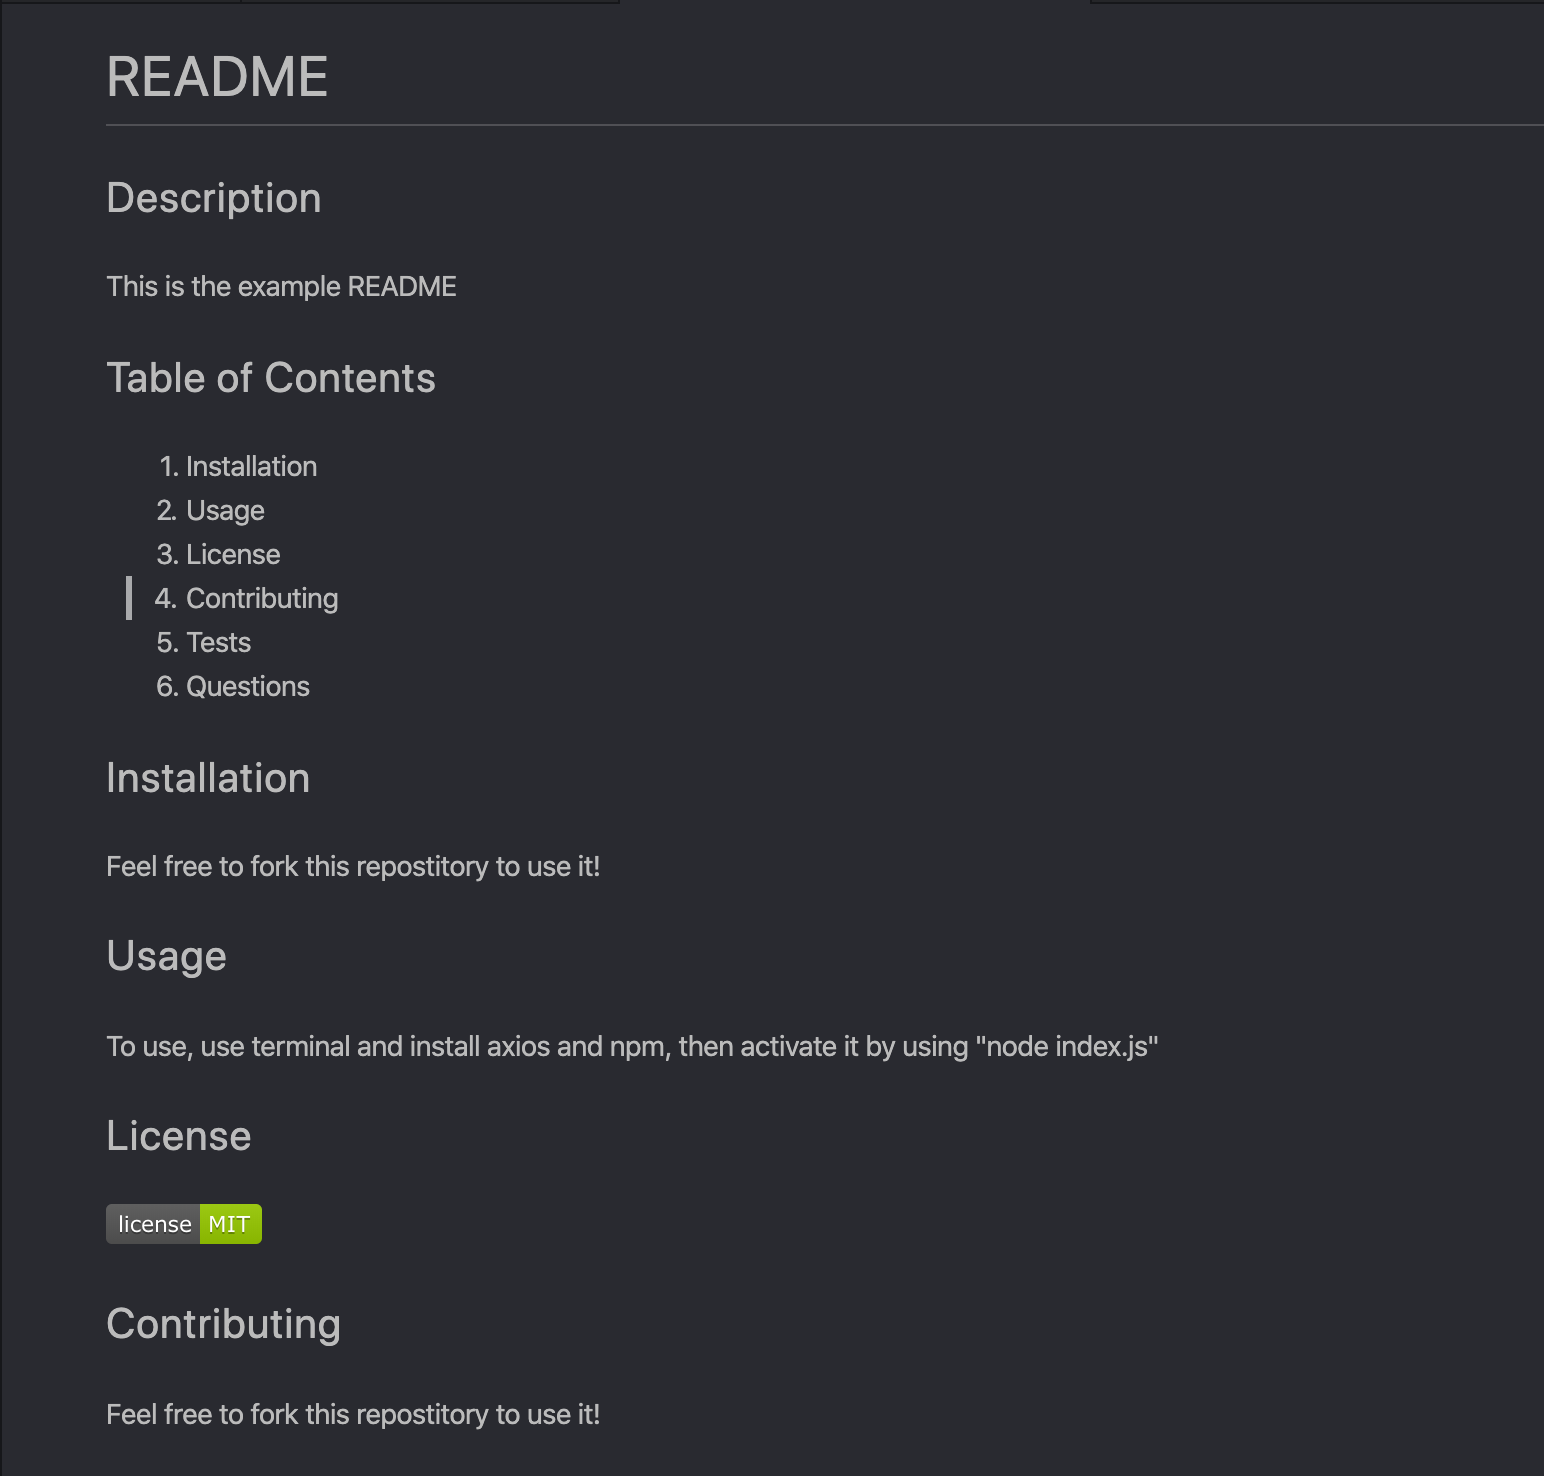 README
Description
This is the example README
Table of Contents
1. Installation
2. Usage
3. License
4. Contributing
5. Tests
6. Questions
Installation
Feel free to fork this repostitory to use it!
Usage
To use, use terminal and install axios and npm, then activate it by using "node index.js"
License
license MIT
Contributing
Feel free to fork this repostitory to use it!